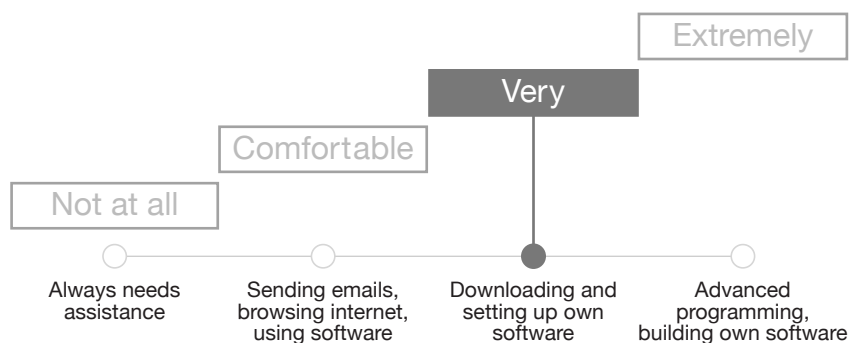 Extremely
Very
Comfortable
Not at all
Always needs
assistance
Sending emails,
browsing internet,
using software
Downloading and
setting up own
software
Advanced
programming,
building own software